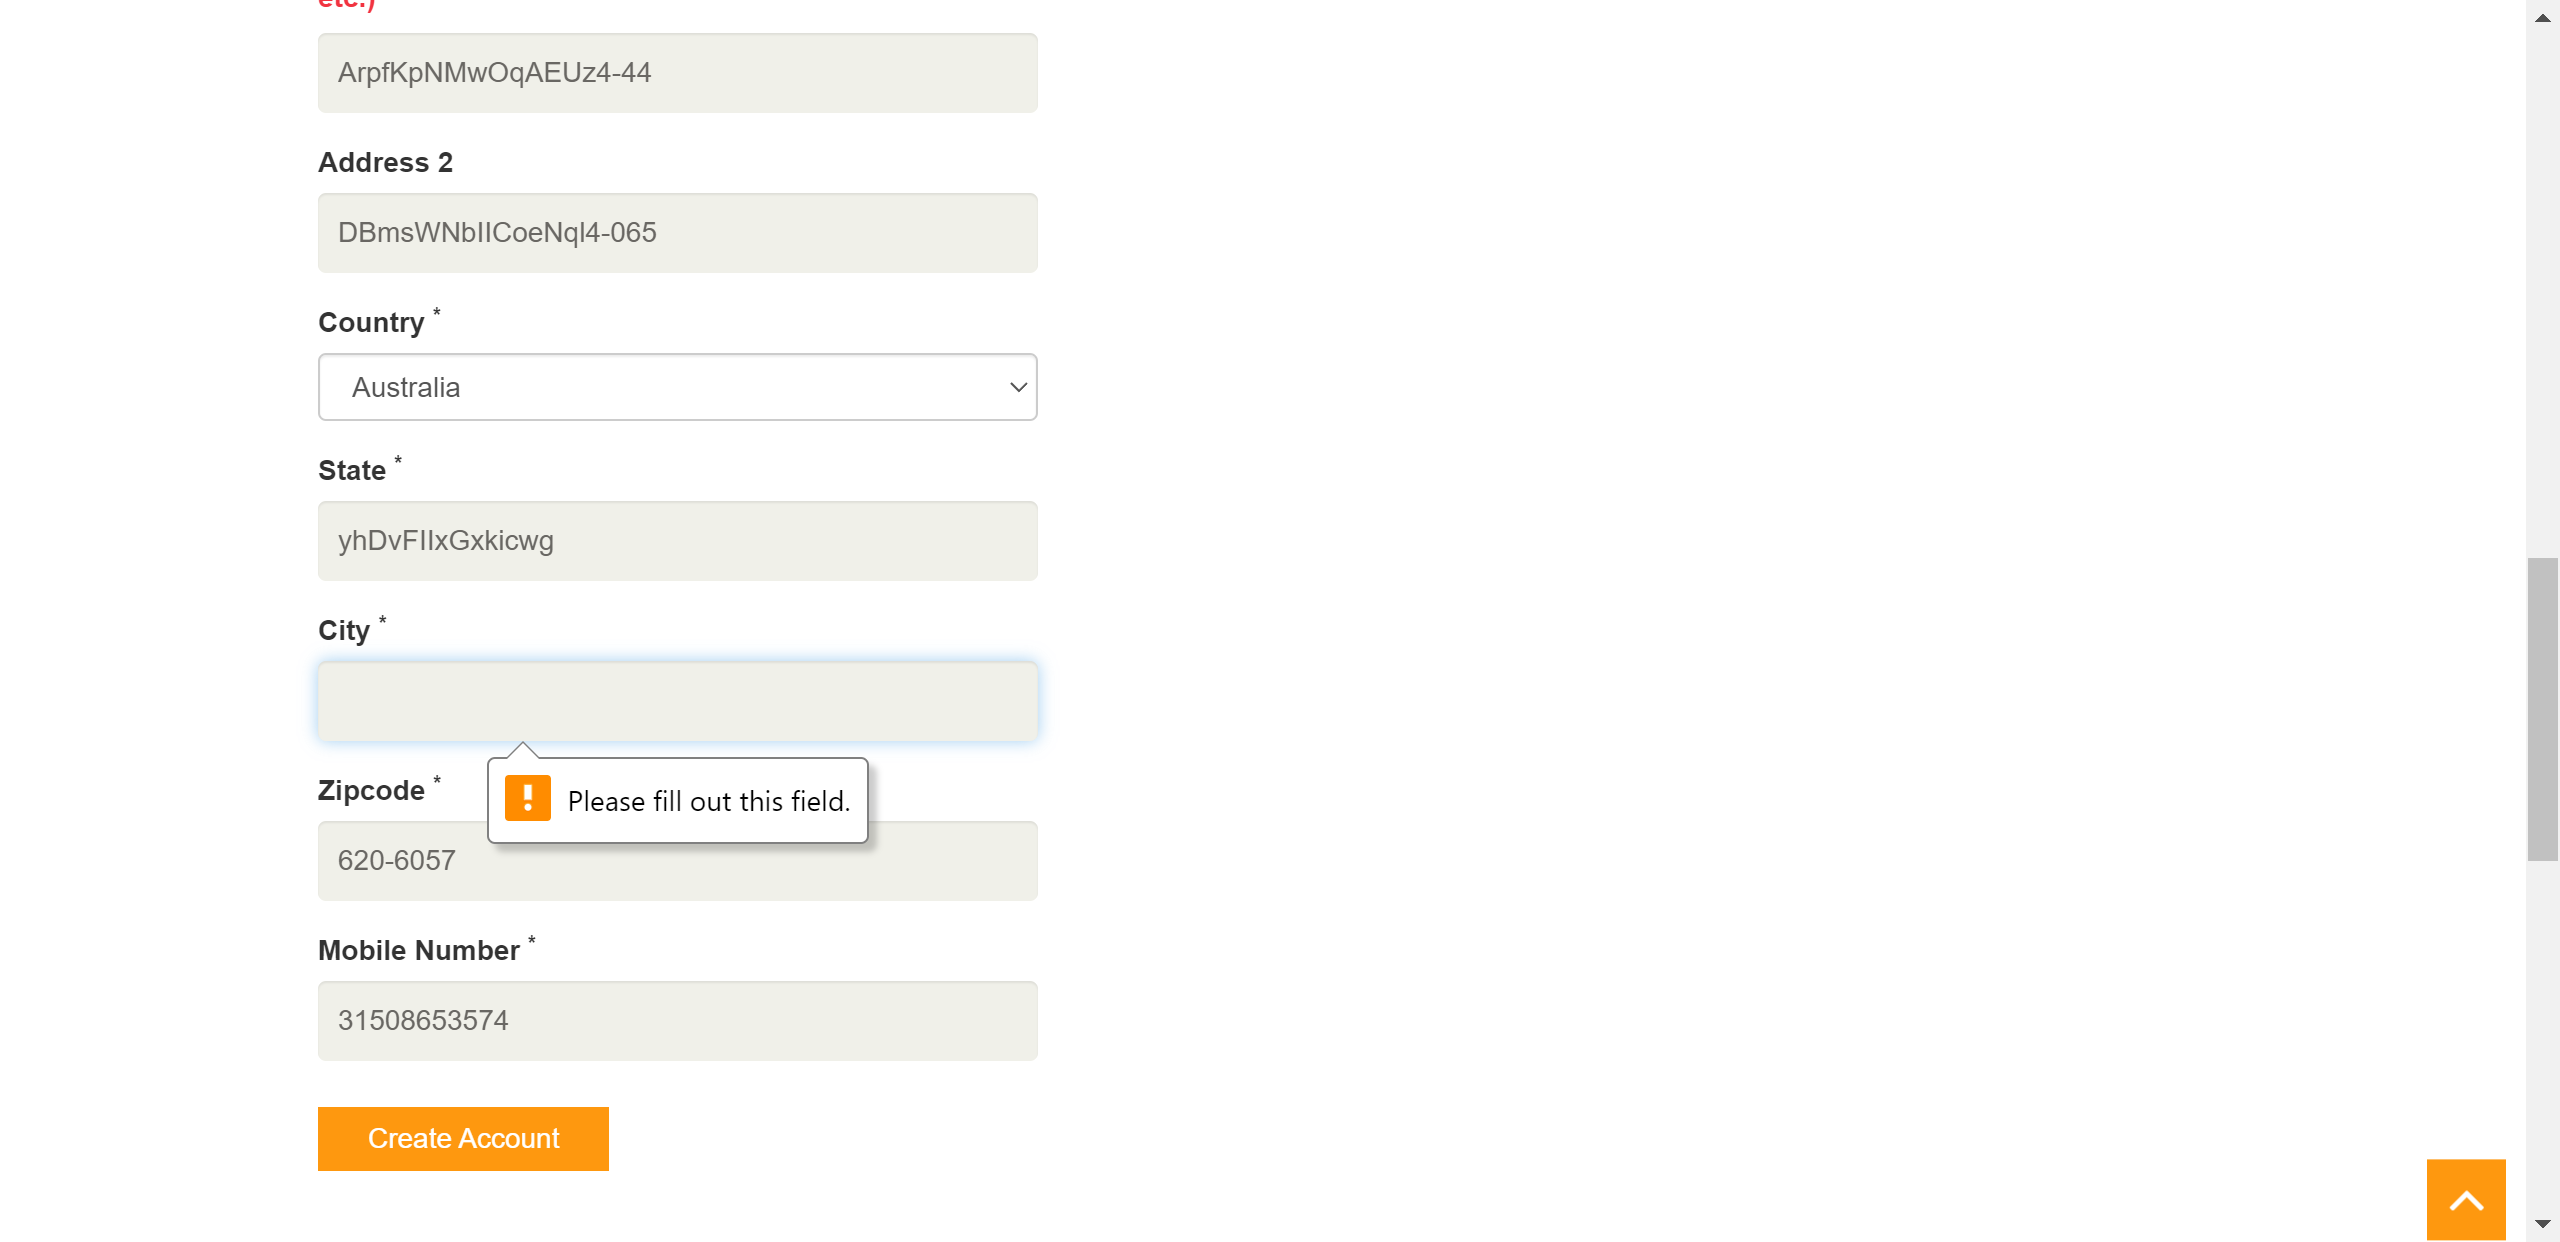 etc.)
ArpfKpNMwOqAEUz4-44
Address 2
DBmsWNbIICoeNql4-065
Country *
Australia
State *
yhDvFIIxGxkicwg
City *
Zipcode *
Please fill out this field.
620-6057
Mobile Number *
31508653574
Create Account